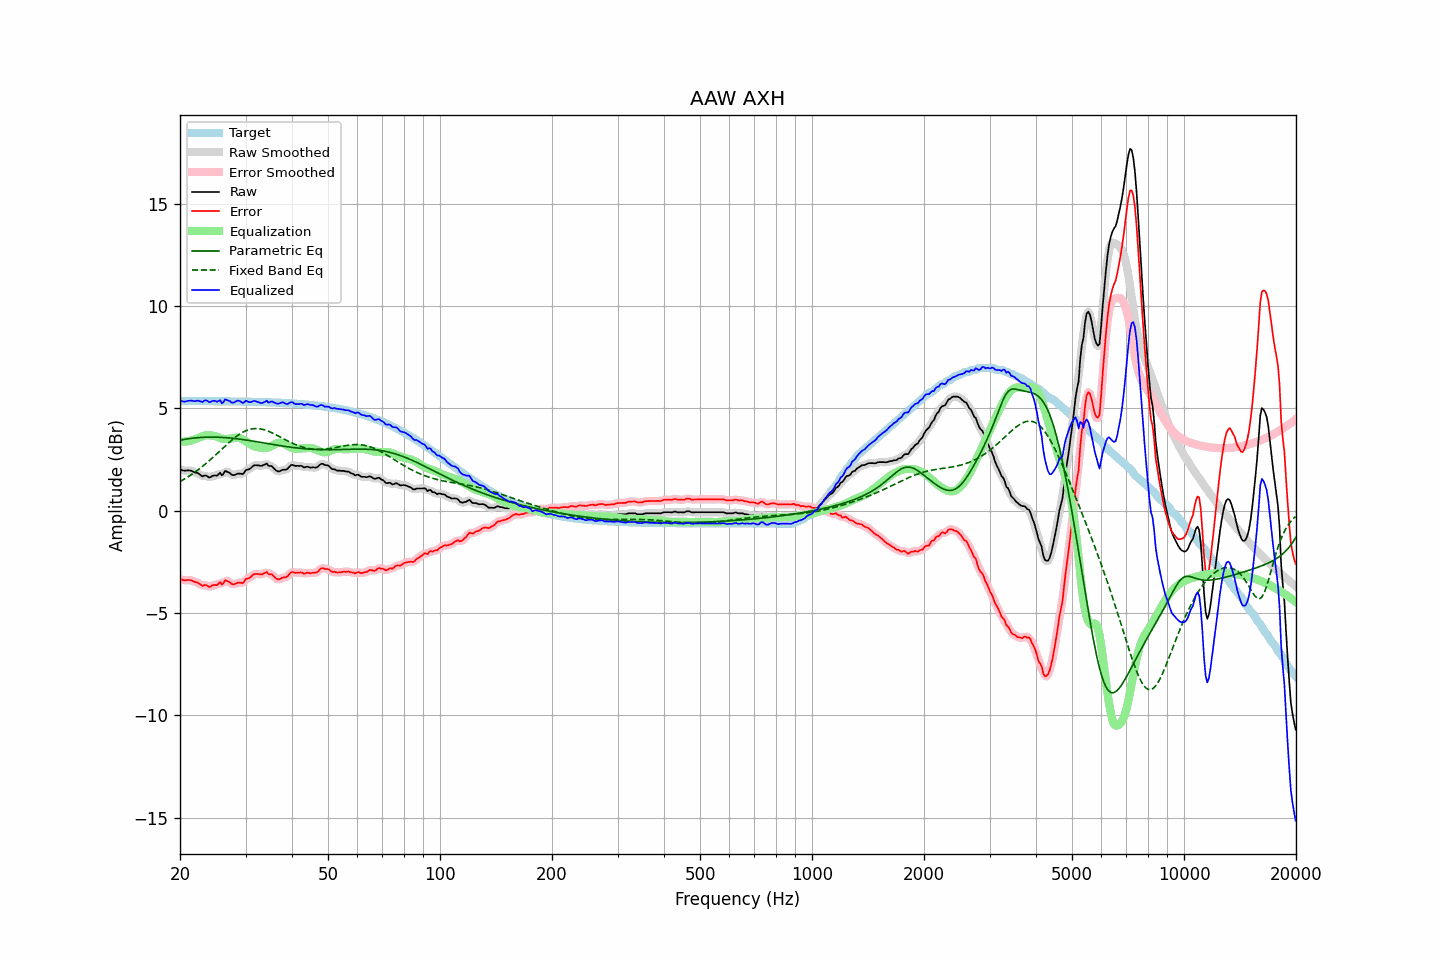 AAW AXH
Target
Raw Smoothed
Error Smoothed
Raw
Error
Equalization
Parametric Eq
Fixed Band Eq
Equalized
Amplitude (dBr)
15
10
5
0
−5
−10
−15
20 50 100 200 500 1000 2000 5000 10000 20000
Frequency (Hz)